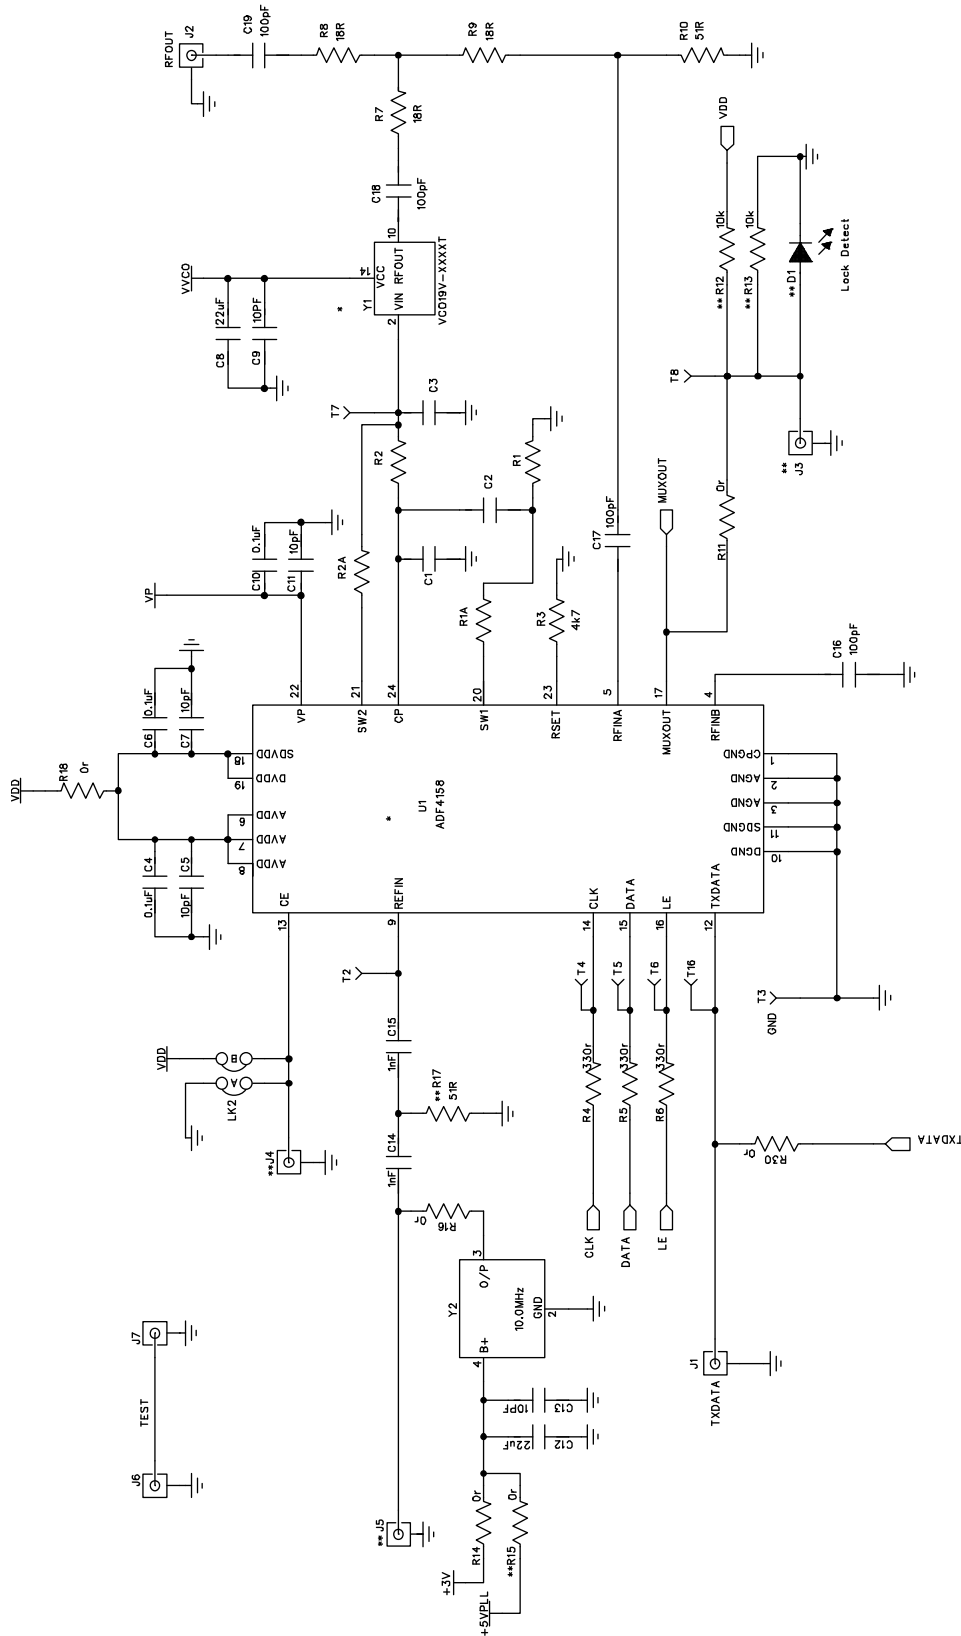 J6
TEST
J7
+3V
+5VPLL
R14
0r
**R15
0r
22uF
C12
10PF
C13
4
B+
Y2
10.0MHz
GND
2
O/P
3
R16
0r
** J5
1nF
C14
**R17
51R
1nF
C15
T2
LK2
A
B
VDD
**J4
13
CE
9
REFIN
CLK
DATA
LE
R4
330r
R5
330r
R6
330r
T4
T5
T6
T16
14
CLK
15
DATA
16
LE
12
TXDATA
J1
TXDATA
R30
0r
TXDATA
T3
GND
VDD
R18
0r
C4
0.1uF
C5
10pF
C6
0.1uF
C7
10pF
8
AVDD
7
AVDD
6
AVDD
19
DVDD
18
SDVDD
*
U1
ADF4158
10
DGND
11
SDGND
3
AGND
2
AGND
1
CPGND
22
VP
21
SW2
24
CP
20
SW1
23
RSET
5
RFINA
17
MUXOUT
4
RFINB
VP
C10
0.1uF
C11
10pF
R2A
C1
R2
C2
R1
R1A
R3
4k7
T7
C3
C17
100pF
MUXOUT
R11
0r
C16
100pF
VVCO
C8
22uF
C9
10PF
*
Y1
VCC
14
2
VIN
RFOUT
10
VCO19V-XXXXT
C18
100pF
R7
18R
RFOUT
J2
C19
100pF
R8
18R
R9
18R
R10
51R
T8
** R12
10k
VDD
** R13
10k
** D1
Lock Detect
**
J3